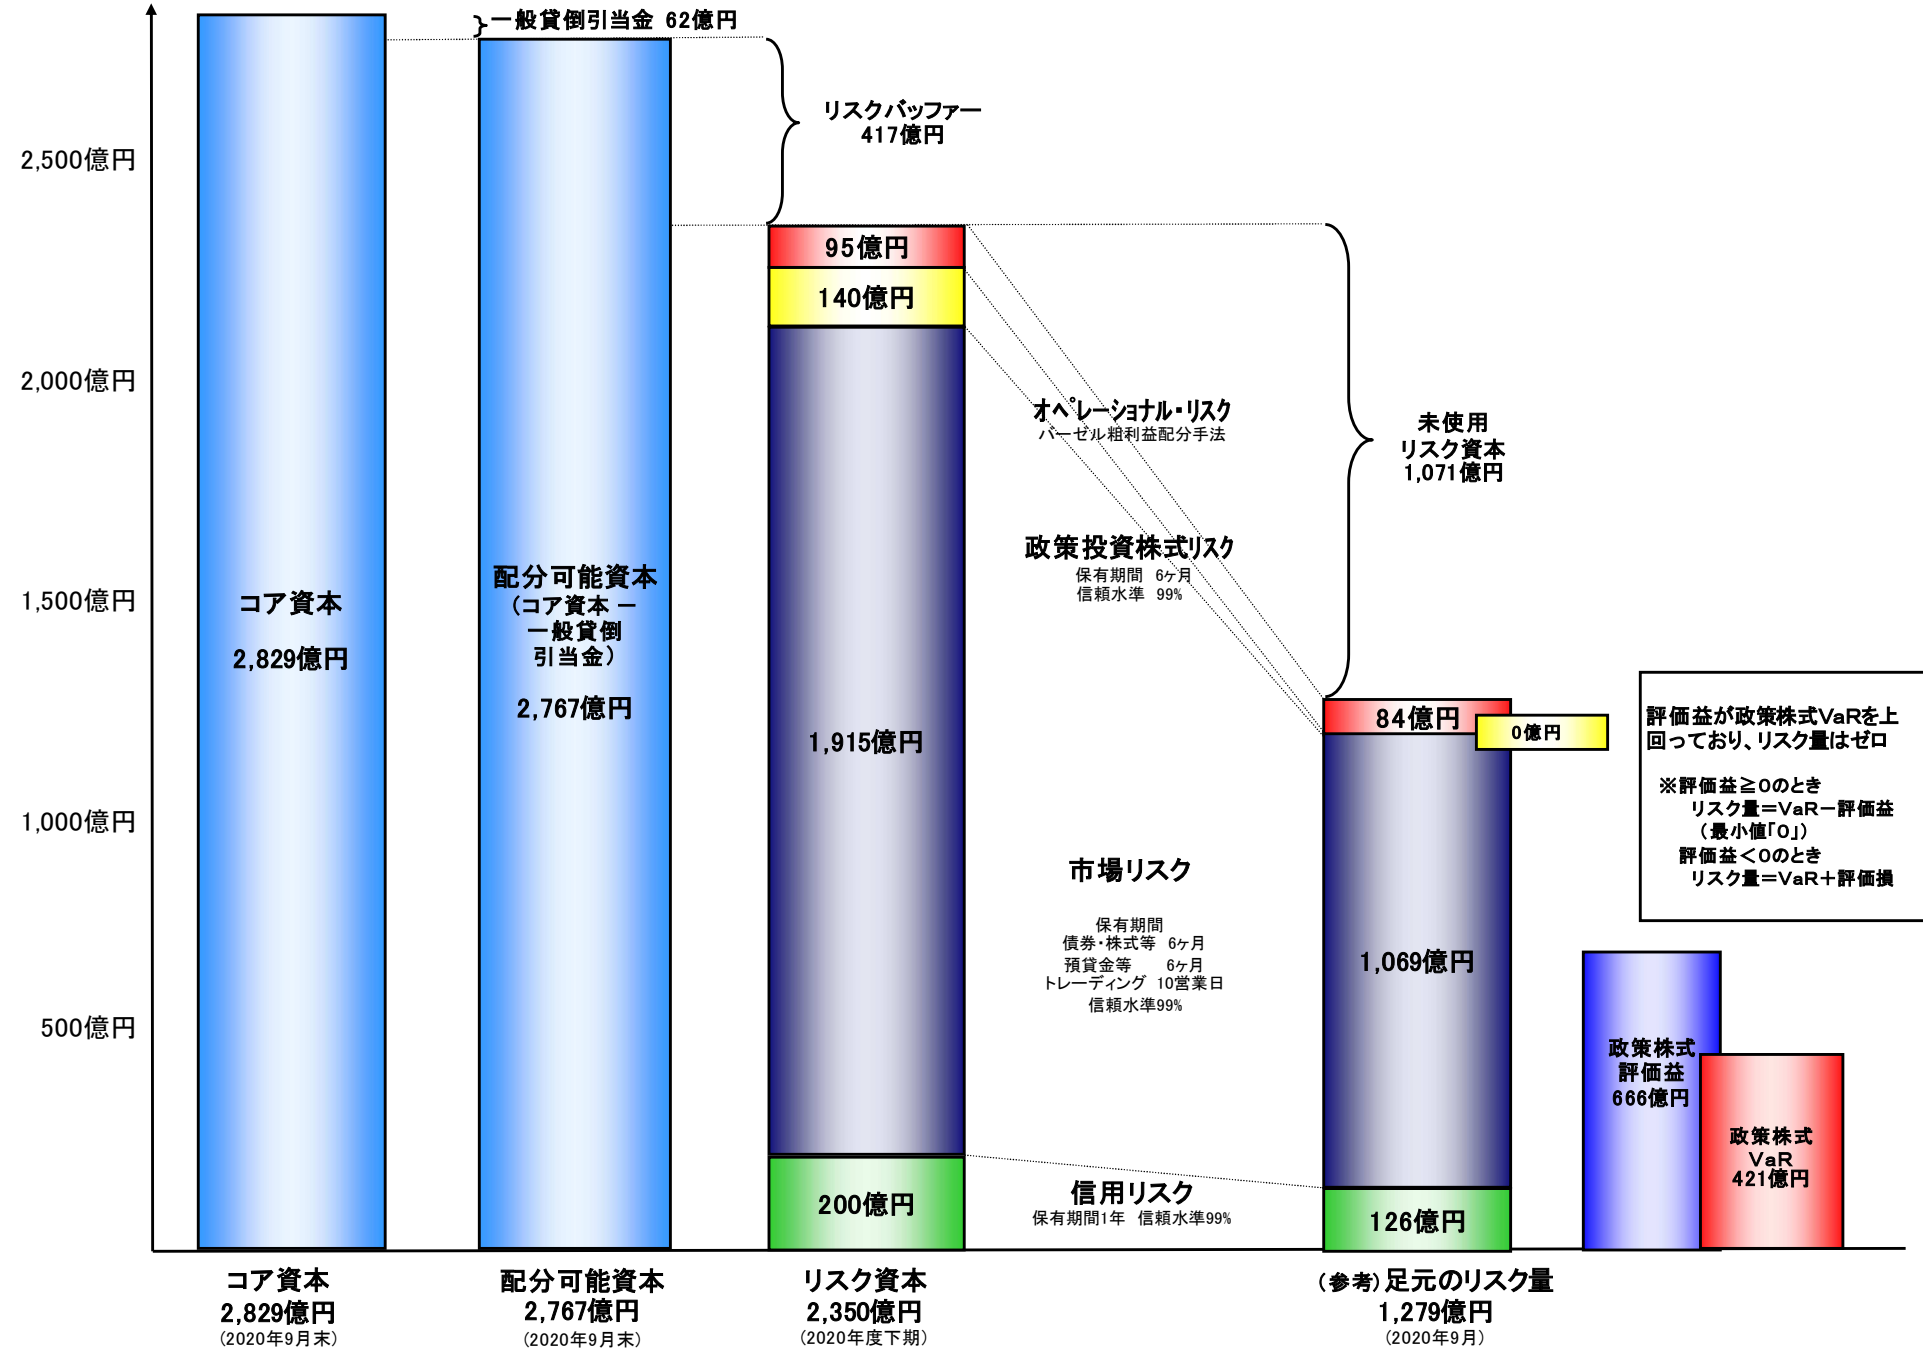 一般貸倒引当金 62億円
リスクバッファー
417億円
2,500億円
2,000億円
1,500億円
1,000億円
500億円
コア資本
2,829億円
配分可能資本
(コア資本 －
一般貸倒
引当金)
2,767億円
95億円
140億円
1,915億円
200億円
オペレーショナル・リスク
バーゼル粗利益配分手法
政策投資株式リスク
保有期間 6ヶ月
信頼水準 99%
市場リスク
保有期間
債券・株式等 6ヶ月
預貸金等 6ヶ月
トレーディング 10営業日
信頼水準99%
信用リスク
保有期間1年 信頼水準99%
未使用
リスク資本
1,071億円
84億円
0億円
1,069億円
126億円
評価益が政策株式VaRを上
回っており、リスク量はゼロ
※評価益≧0のとき
リスク量＝VaR－評価益
(最小値「0」)
評価益＜0のとき
リスク量＝VaR＋評価損
政策株式
評価益
666億円
政策株式
VaR
421億円
コア資本
2,829億円
(2020年9月末)
配分可能資本
2,767億円
(2020年9月末)
リスク資本
2,350億円
(2020年度下期)
(参考)足元のリスク量
1,279億円
(2020年9月)